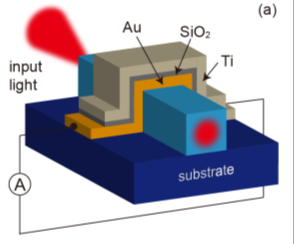 (a)
Au
SiO₂
Ti
input
light
A
substrate